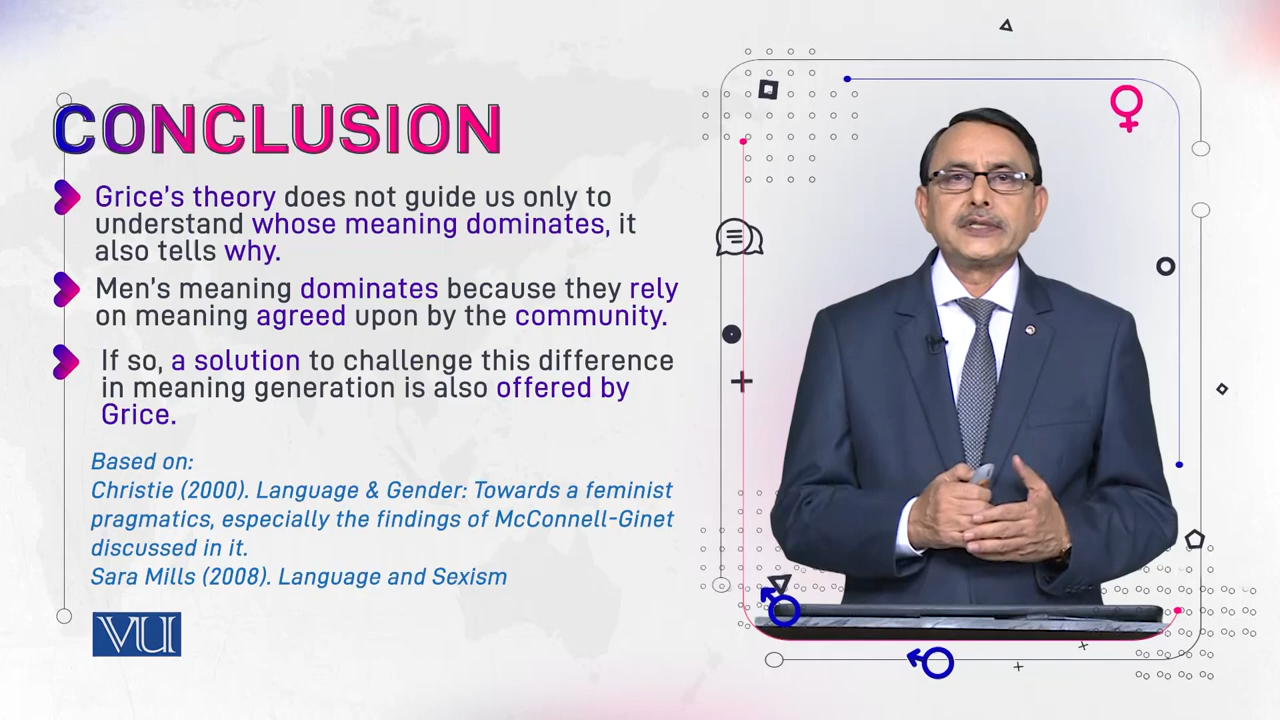 CONCLUSION
Grice's theory does not guide us only to
understand whose meaning dominates, it
also tells why.
Men's meaning dominates because they rely
on meaning agreed upon by the community.
If so, a solution to challenge this difference
in meaning generation is also offered by
Grice.
Based on:
Christie (2000). Language & Gender: Towards a feminist
pragmatics, especially the findings of McConnell-Ginet
discussed in it.
Sara Mills (2008). Language and Sexism
VU